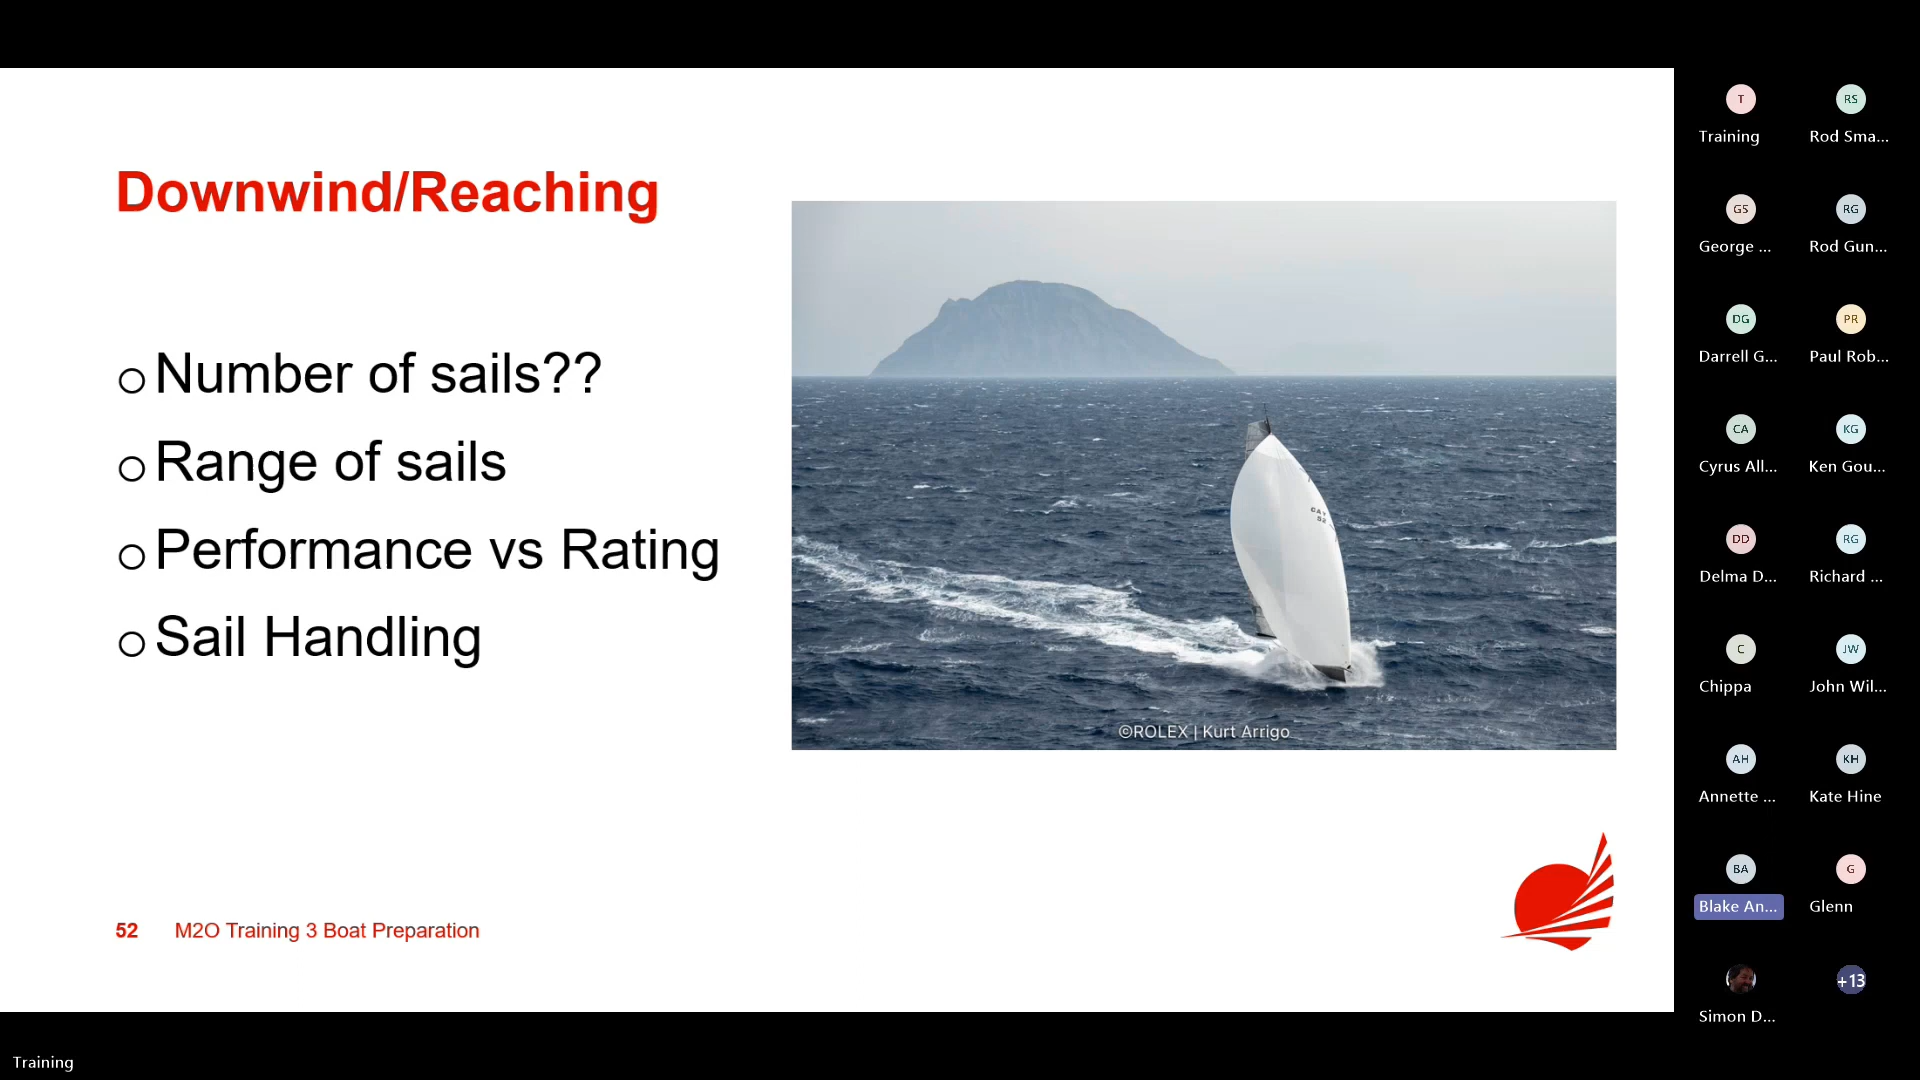 Downwind/Reaching
Number of sails??
Range of sails
Performance vs Rating
Sail Handling
CAY
52
©ROLEX | Kurt Arrigo
52 M2O Training 3 Boat Preparation
T
Training
RS
Rod Sma...
GS
George ...
RG
Rod Gun...
DG
Darrell G...
PR
Paul Rob...
CA
Cyrus All...
KG
Ken Gou...
DD
Delma D...
RG
Richard ...
C
Chippa
JW
John Wil...
AH
Annette ...
KH
Kate Hine
BA
Blake An...
G
Glenn
Simon D...
+13
Training